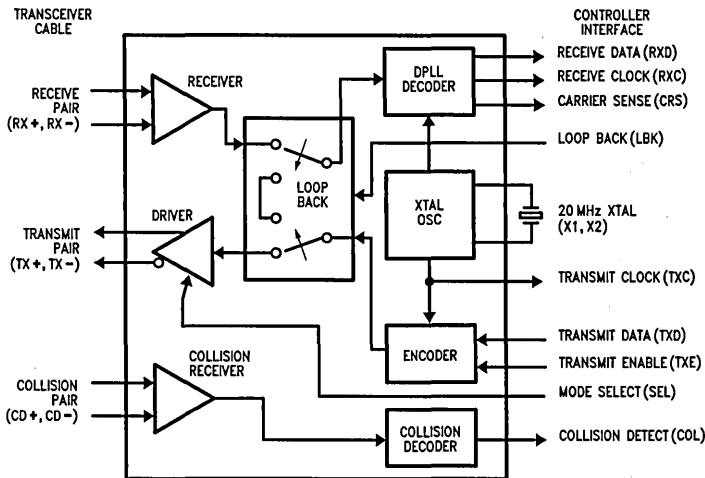 TRANSCEIVER
CABLE
CONTROLLER
INTERFACE
RECEIVER
DPLL
DECODER
RECEIVE DATA (RXD)
RECEIVE CLOCK (RXC)
CARRIER SENSE (CRS)
RECEIVE
PAIR
(RX+, RX-)
LOOP BACK (LBK)
LOOP
BACK
XTAL
OSC
20 MHz XTAL
(X1, X2)
DRIVER
TRANSMIT
PAIR
(TX+, TX-)
TRANSMIT CLOCK (TXC)
ENCODER
TRANSMIT DATA (TXD)
TRANSMIT ENABLE (TXE)
MODE SELECT (SEL)
COLLISION
RECEIVER
COLLISION
PAIR
(CD+, CD-)
COLLISION
DECODER
COLLISION DETECT (COL)